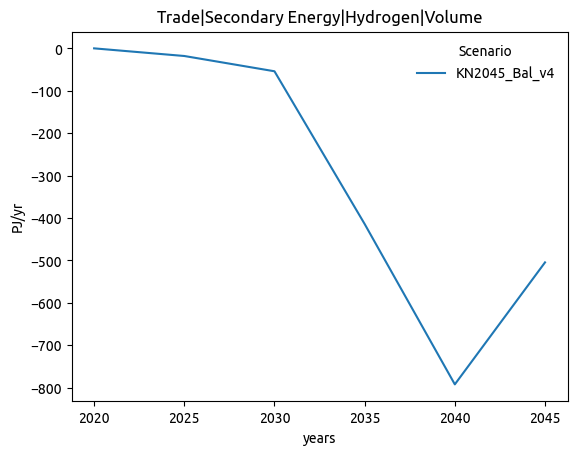 Trade|Secondary Energy|Hydrogen|Volume
Scenario
KN2045_Bal_v4
0
−100
−200
−300
−400
−500
−600
−700
−800
PJ/yr
2020 2025 2030 2035 2040 2045
years